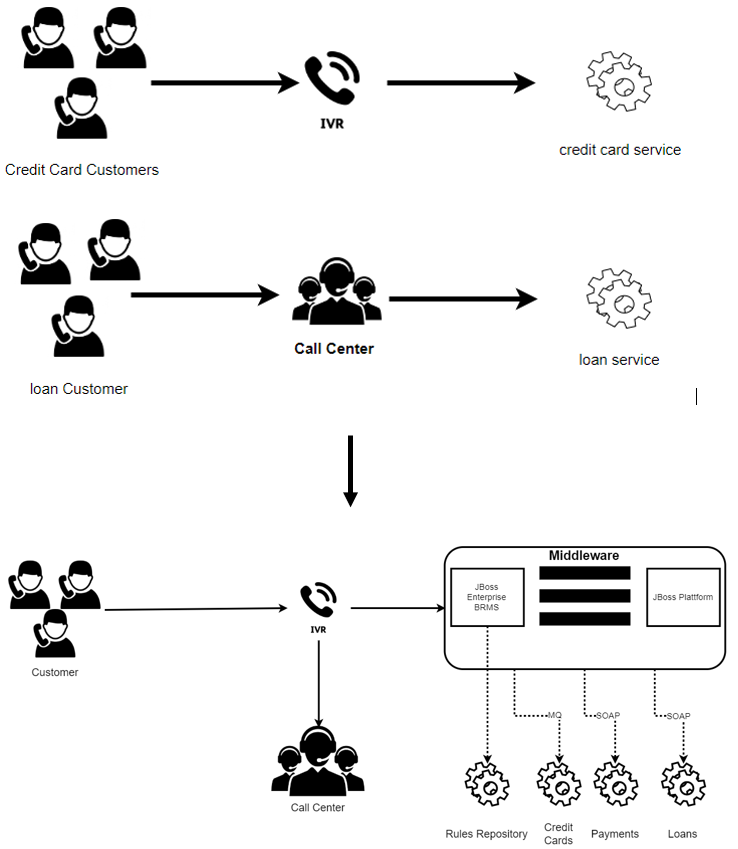 IVR
credit card service
Credit Card Customers
Call Center
loan service
loan Customer
Middleware
JBoss
Enterprise
BRMS
JBoss Plattform
IVR
Customer
MQ
SOAP
SOAP
Call Center
Rules Repository
Credit
Cards
Payments
Loans